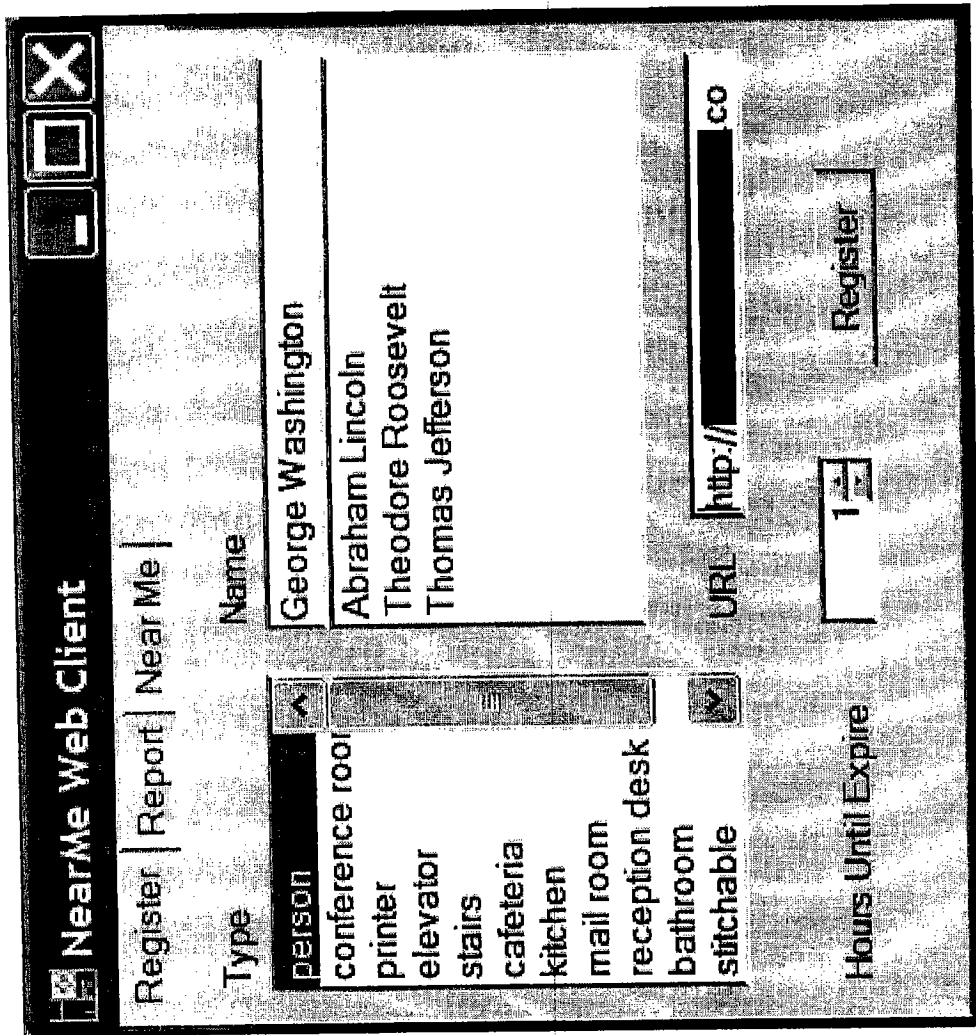 NearMe Web Client
Register Report Near Me
Type
Name
person
conference roor
printer
elevator
stairs
cafeteria
kitchen
mail room
reception desk
bathroom
stitchable
George Washington
Abraham Lincoln
Theodore Roosevelt
Thomas Jefferson
URL http:// .co
Hours Until Expire 1
Register